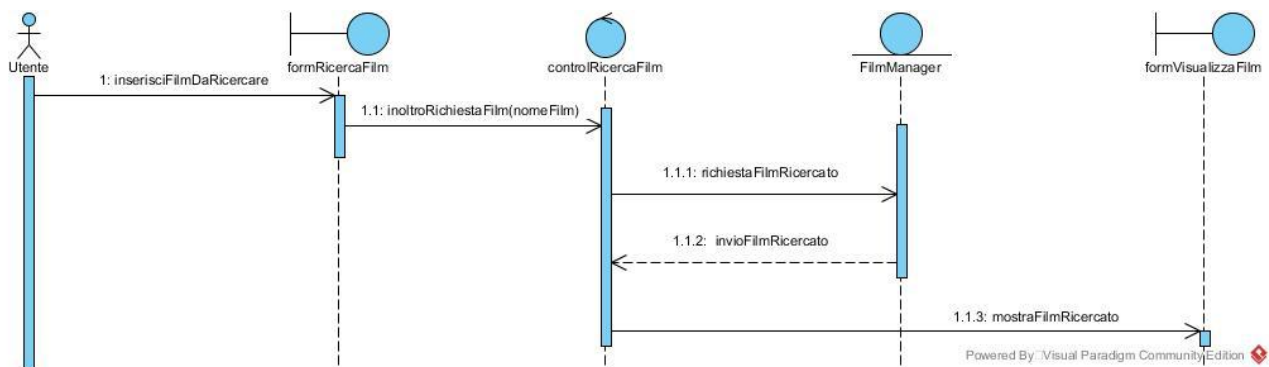 Utente
formRicercaFilm
controlRicercaFilm
FilmManager
formVisualizzaFilm
1: inserisciFilmDaRicercare
1.1: inoltroRichiestaFilm(nomeFilm)
1.1.1: richiestaFilmRicercato
1.1.2: invioFilmRicercato
1.1.3: mostraFilmRicercato
Powered By Visual Paradigm Community Edition